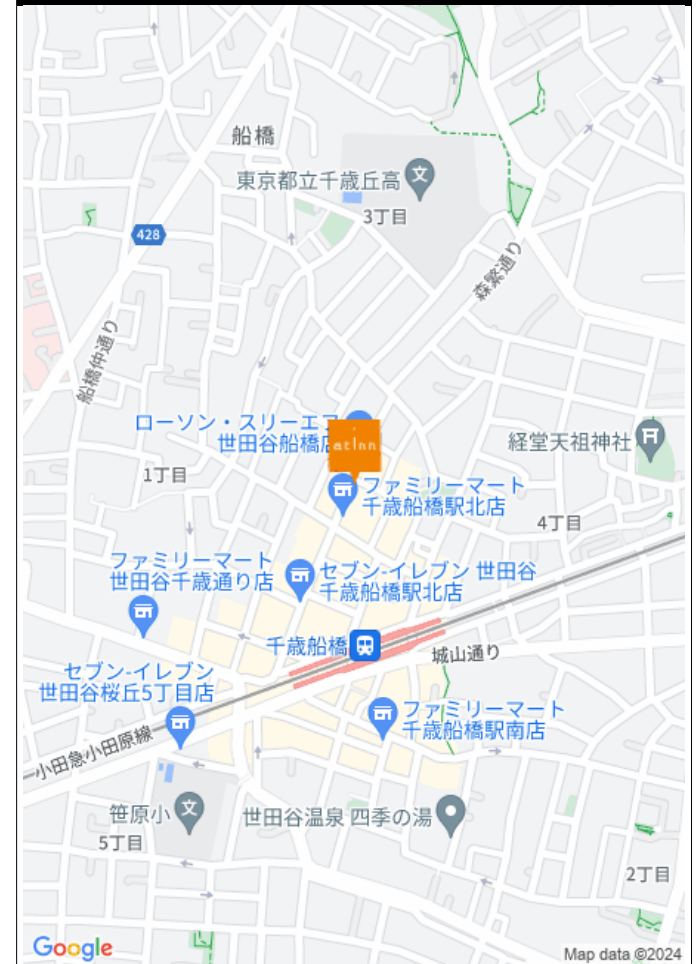 船橋
東京都立千歳丘高
3丁目
428
森繁通り
船橋仲通り
ローソン・スリーエフ
世田谷船橋店
at Inn
経堂天祖神社
1丁目
ファミリーマート
千歳船橋駅北店
4丁目
ファミリーマート
世田谷千歳通り店
セブン-イレブン 世田谷
千歳船橋駅北店
千歳船橋
城山通り
セブン-イレブン
世田谷桜丘5丁目店
ファミリーマート
千歳船橋駅南店
小田急小田原線
笹原小
世田谷温泉 四季の湯
5丁目
2丁目
Google
Map data ©2024